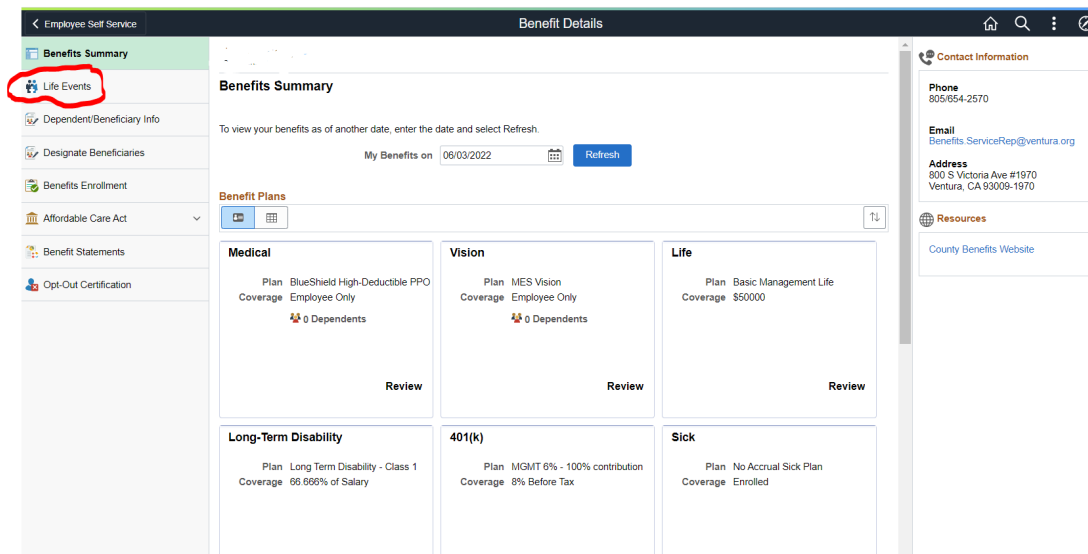 Employee Self Service
Benefit Details
Benefits Summary
Life Events
Dependent/Beneficiary Info
Designate Beneficiaries
Benefits Enrollment
Affordable Care Act
Benefit Statements
Opt-Out Certification
Benefits Summary
To view your benefits as of another date, enter the date and select Refresh.
My Benefits on 06/03/2022 Refresh
Benefit Plans
Medical
Plan BlueShield High-Deductible PPO
Coverage Employee Only
0 Dependents
Review
Vision
Plan MES Vision
Coverage Employee Only
0 Dependents
Review
Life
Plan Basic Management Life
Coverage $50000
Review
Long-Term Disability
Plan Long Term Disability - Class 1
Coverage 66.666% of Salary
401(k)
Plan MGMT 6% - 100% contribution
Coverage 8% Before Tax
Sick
Plan No Accrual Sick Plan
Coverage Enrolled
Contact Information
Phone
805/654-2570
Email
Benefits.ServiceRep@ventura.org
Address
800 S Victoria Ave #1970
Ventura, CA 93009-1970
Resources
County Benefits Website